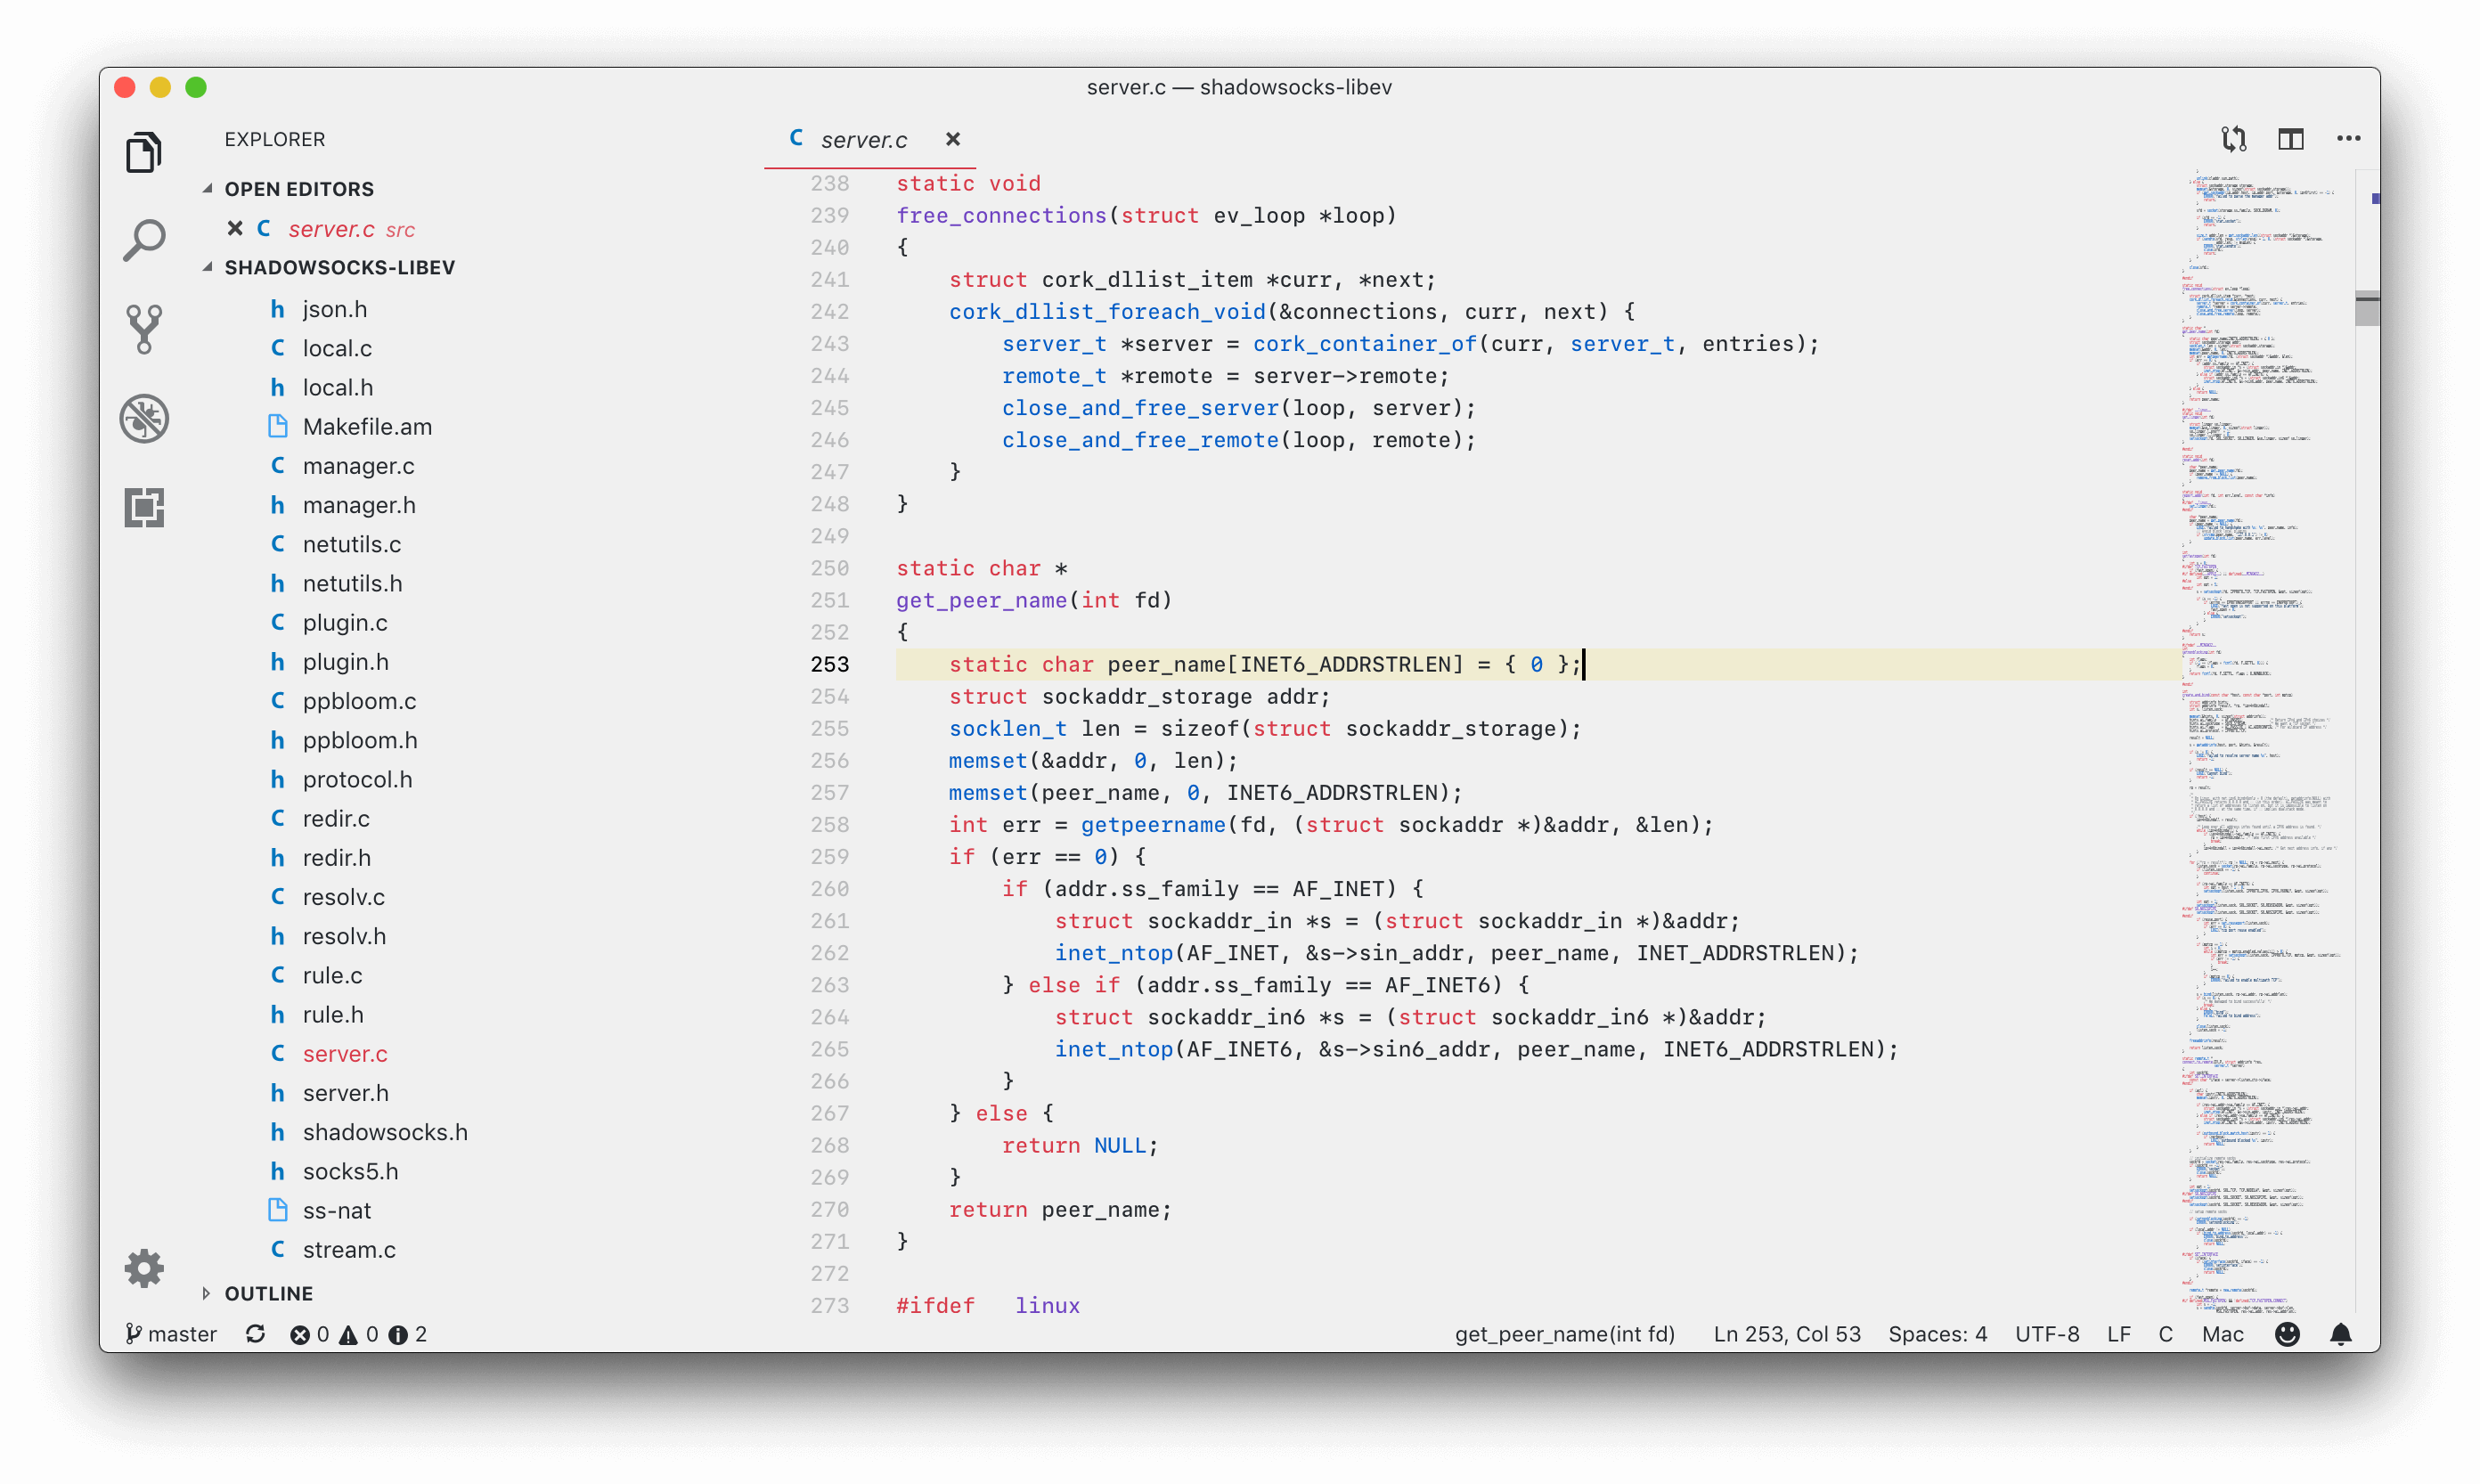 server.c — shadowsocks-libev
EXPLORER
OPEN EDITORS
server.c src
SHADOWSOCKS-LIBEV
h json.h
C local.c
h local.h
Makefile.am
C manager.c
h manager.h
C netutils.c
h netutils.h
C plugin.c
h plugin.h
C ppbloom.c
h ppbloom.h
h protocol.h
C redir.c
h redir.h
C resolv.c
h resolv.h
C rule.c
h rule.h
C server.c
h server.h
h shadowsocks.h
h socks5.h
ss-nat
C stream.c
OUTLINE
C server.c
238 static void
239 free_connections(struct ev_loop *loop)
240 {
241     struct cork_dllist_item *curr, *next;
242     cork_dllist_foreach_void(&connections, curr, next) {
243         server_t *server = cork_container_of(curr, server_t, entries);
244         remote_t *remote = server->remote;
245         close_and_free_server(loop, server);
246         close_and_free_remote(loop, remote);
247     }
248 }
249
250 static char *
251 get_peer_name(int fd)
252 {
253     static char peer_name[INET6_ADDRSTRLEN] = { 0 };
254     struct sockaddr_storage addr;
255     socklen_t len = sizeof(struct sockaddr_storage);
256     memset(&addr, 0, len);
257     memset(peer_name, 0, INET6_ADDRSTRLEN);
258     int err = getpeername(fd, (struct sockaddr *)&addr, &len);
259     if (err == 0) {
260         if (addr.ss_family == AF_INET) {
261             struct sockaddr_in *s = (struct sockaddr_in *)&addr;
262             inet_ntop(AF_INET, &s->sin_addr, peer_name, INET_ADDRSTRLEN);
263         } else if (addr.ss_family == AF_INET6) {
264             struct sockaddr_in6 *s = (struct sockaddr_in6 *)&addr;
265             inet_ntop(AF_INET6, &s->sin6_addr, peer_name, INET6_ADDRSTRLEN);
266         }
267     } else {
268         return NULL;
269     }
270     return peer_name;
271 }
272
273 #ifdef   linux
master 0 0 2 get_peer_name(int fd) Ln 253, Col 53 Spaces: 4 UTF-8 LF C Mac